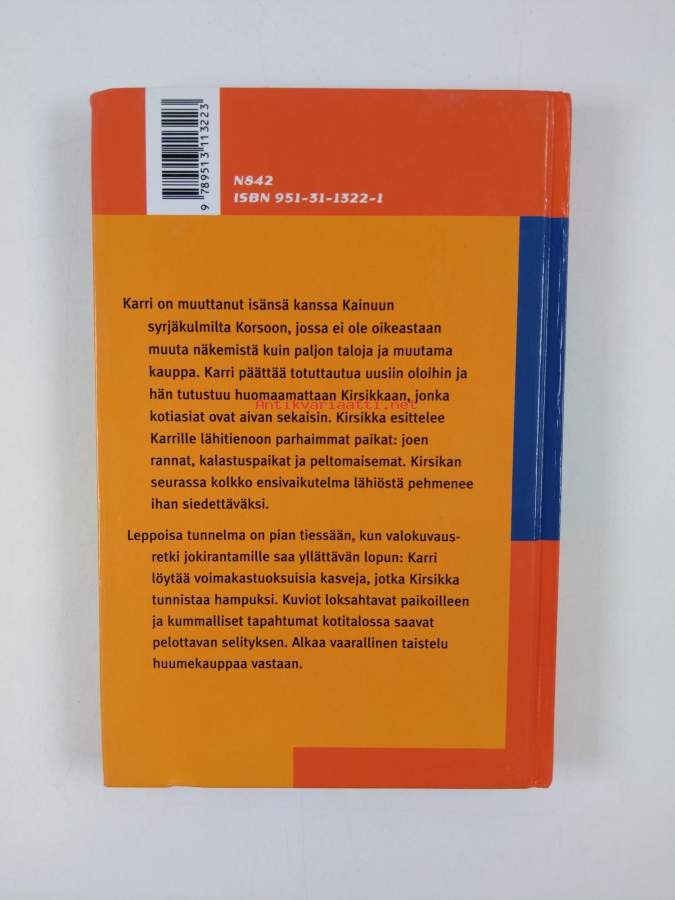 9 789513 113223
N842
ISBN 951-31-1322-1
Karri on muuttanut isänsä kanssa Kainuun
syrjäkulmilta Korsoon, jossa ei ole oikeastaan
muuta näkemistä kuin paljon taloja ja muutama
kauppa. Karri päättää totuttautua uusiin oloihin ja
hän tutustuu huomaamattaan Kirsikkaan, jonka
Antikvariaatti.net
kotiasiat ovat aivan sekaisin. Kirsikka esittelee
Karrille lähitienoon parhaimmat paikat: joen
rannat, kalastuspaikat ja peltomaisemat. Kirsikan
seurassa kolkko ensivaikutelma lähiöstä pehmenee
ihan siedettäväksi.
Leppoisa tunnelma on pian tiessään, kun valokuvaus-
retki jokirantamille saa yllättävän lopun: Karri
löytää voimakastuoksuisia kasveja, jotka Kirsikka
tunnistaa hampuksi. Kuviot loksahtavat paikoilleen
ja kummalliset tapahtumat kotitalossa saavat
pelottavan selityksen. Alkaa vaarallinen taistelu
huumekauppaa vastaan.